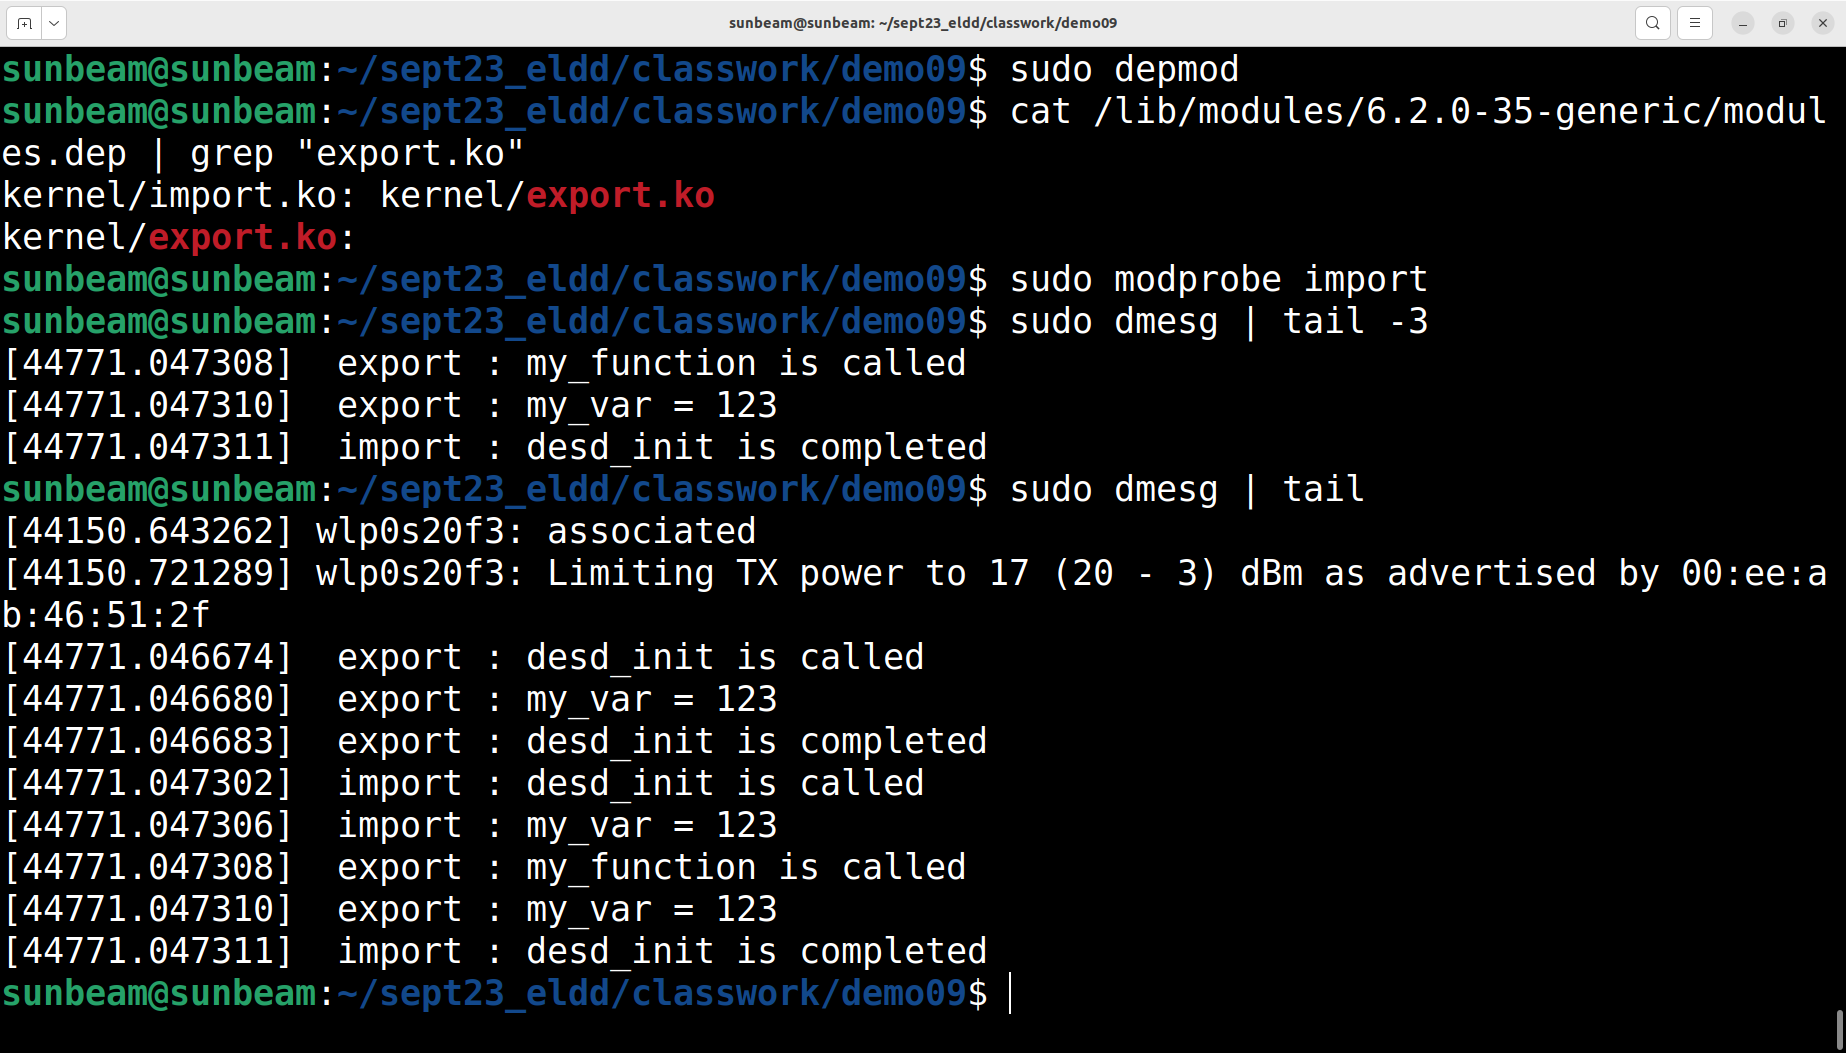 sunbeam@sunbeam: ~/sept23_eldd/classwork/demo09
sunbeam@sunbeam:~/sept23_eldd/classwork/demo09$ sudo depmod
sunbeam@sunbeam:~/sept23_eldd/classwork/demo09$ cat /lib/modules/6.2.0-35-generic/modul
es.dep | grep "export.ko"
kernel/import.ko: kernel/export.ko
kernel/export.ko:
sunbeam@sunbeam:~/sept23_eldd/classwork/demo09$ sudo modprobe import
sunbeam@sunbeam:~/sept23_eldd/classwork/demo09$ sudo dmesg | tail -3
[44771.047308]  export : my_function is called
[44771.047310]  export : my_var = 123
[44771.047311]  import : desd_init is completed
sunbeam@sunbeam:~/sept23_eldd/classwork/demo09$ sudo dmesg | tail
[44150.643262] wlp0s20f3: associated
[44150.721289] wlp0s20f3: Limiting TX power to 17 (20 - 3) dBm as advertised by 00:ee:a
b:46:51:2f
[44771.046674]  export : desd_init is called
[44771.046680]  export : my_var = 123
[44771.046683]  export : desd_init is completed
[44771.047302]  import : desd_init is called
[44771.047306]  import : my_var = 123
[44771.047308]  export : my_function is called
[44771.047310]  export : my_var = 123
[44771.047311]  import : desd_init is completed
sunbeam@sunbeam:~/sept23_eldd/classwork/demo09$